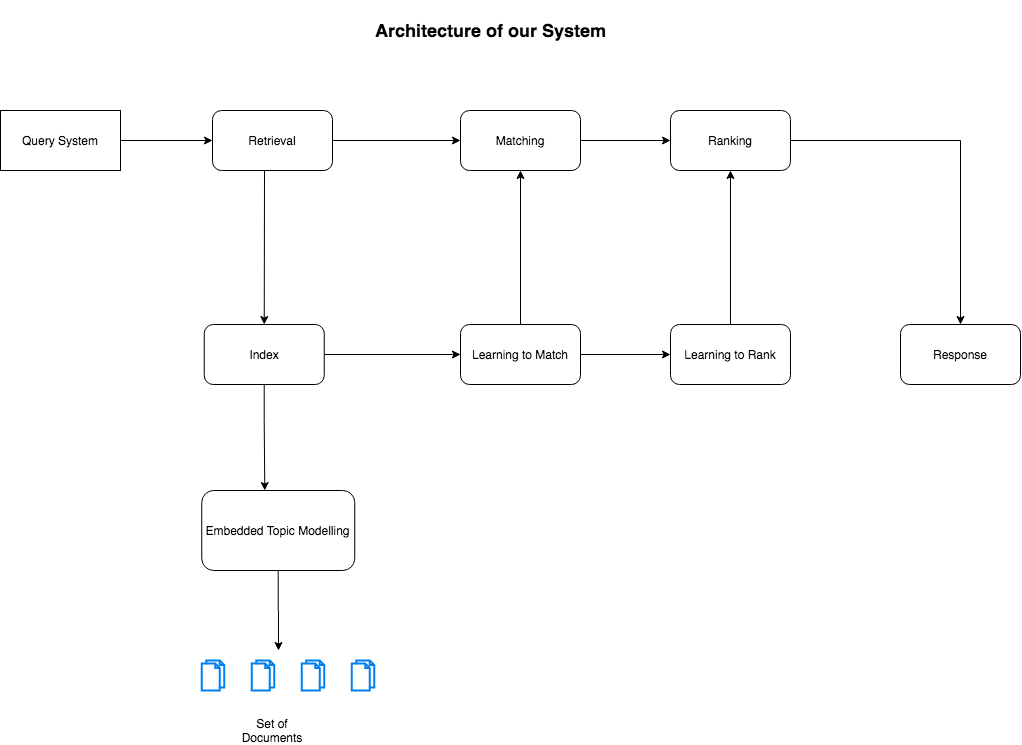 Architecture of our System
Query System
Retrieval
Matching
Ranking
Index
Learning to Match
Learning to Rank
Response
Embedded Topic Modelling
Set of
Documents